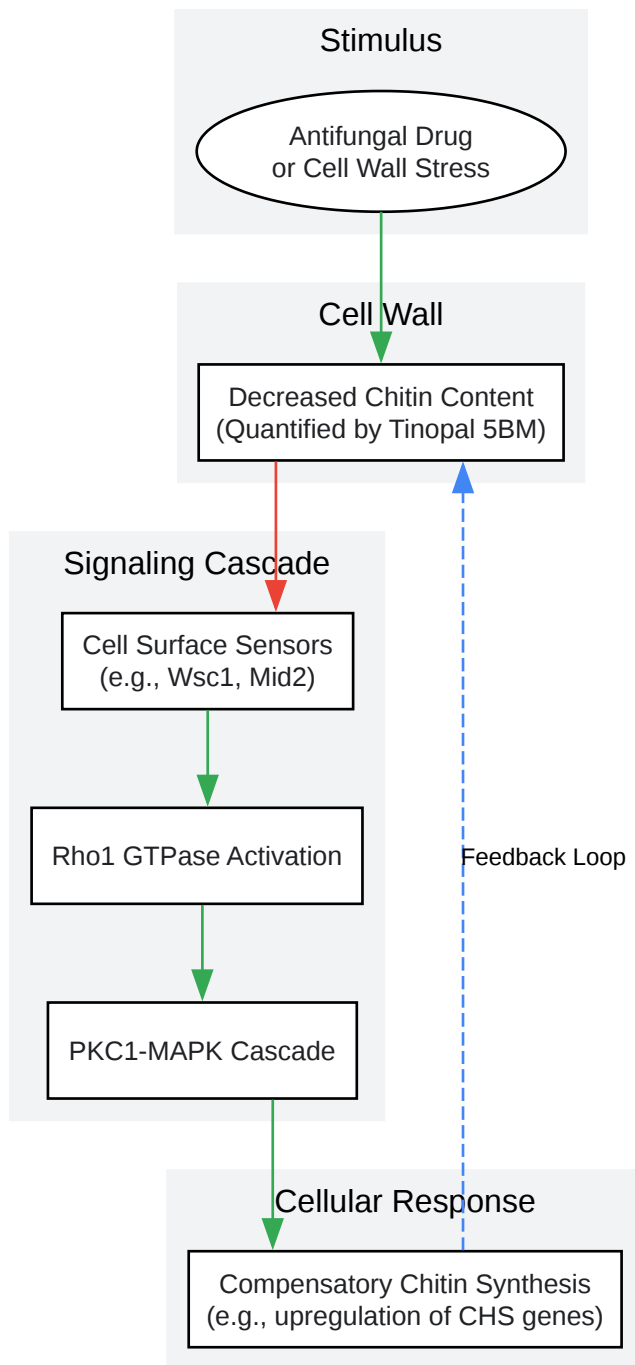 Stimulus
Antifungal Drug
or Cell Wall Stress
Cell Wall
Decreased Chitin Content
(Quantified by Tinopal 5BM)
Signaling Cascade
Cell Surface Sensors
(e.g., Wsc1, Mid2)
Rho1 GTPase Activation
Feedback Loop
PKC1-MAPK Cascade
Cellular Response
Compensatory Chitin Synthesis
(e.g., upregulation of CHS genes)